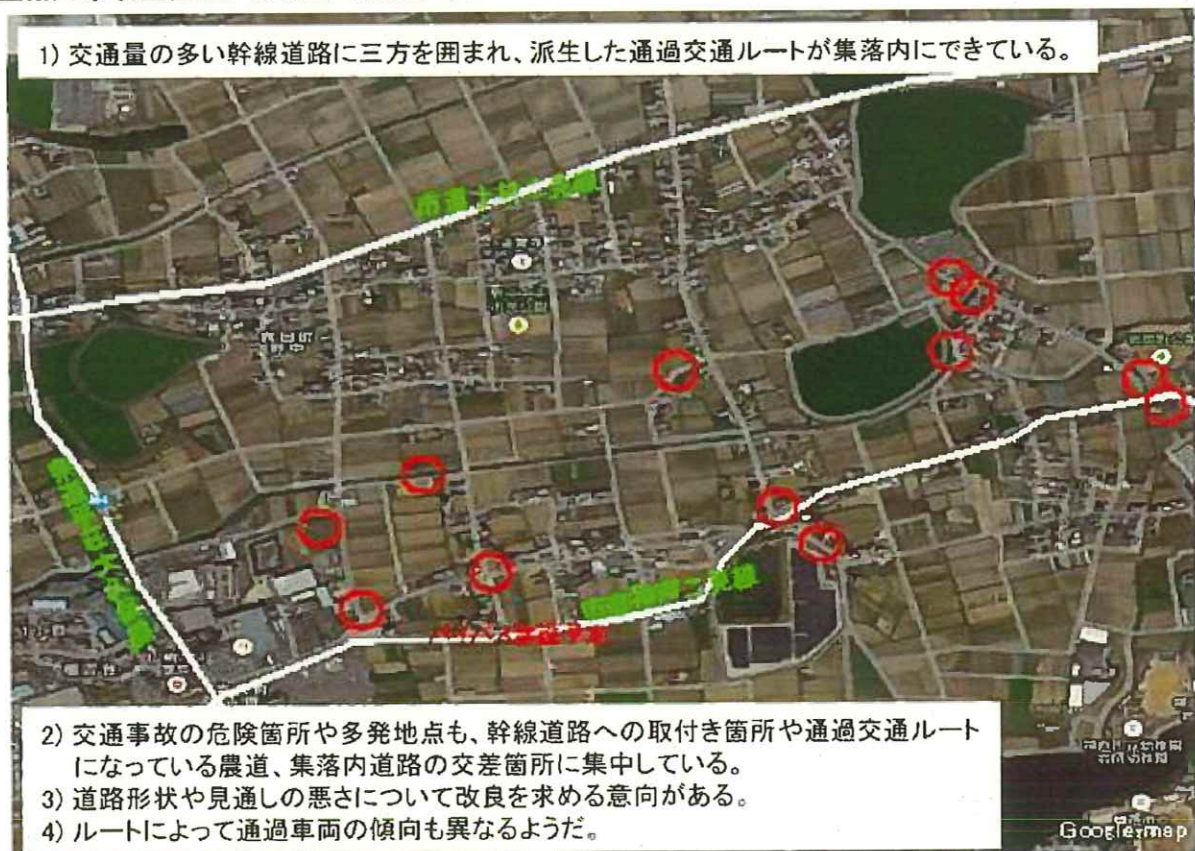 1) 交通量の多い幹線道路に三方を囲まれ、派生した通過交通ルートが集落内にできている。
2) 交通事故の危険箇所や多発地点も、幹線道路への取付き箇所や通過交通ルート
になっている農道、集落内道路の交差箇所に集中している。
3) 道路形状や見通しの悪さについて改良を求める意向がある。
4) ルートによって通過車両の傾向も異なるようだ。
Google map